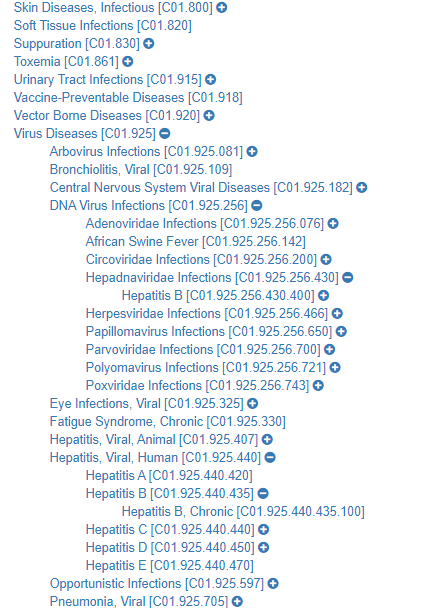 Skin Diseases, Infectious [C01.800]
Soft Tissue Infections [C01.820]
Suppuration [C01.830]
Toxemia [C01.861]
Urinary Tract Infections [C01.915]
Vaccine-Preventable Diseases [C01.918]
Vector Borne Diseases [C01.920]
Virus Diseases [C01.925]
Arbovirus Infections [C01.925.081]
Bronchiolitis, Viral [C01.925.109]
Central Nervous System Viral Diseases [C01.925.182]
DNA Virus Infections [C01.925.256]
Adenoviridae Infections [C01.925.256.076]
African Swine Fever [C01.925.256.142]
Circoviridae Infections [C01.925.256.200]
Hepadnaviridae Infections [C01.925.256.430]
Hepatitis B [C01.925.256.430.400]
Herpesviridae Infections [C01.925.256.466]
Papillomavirus Infections [C01.925.256.650]
Parvoviridae Infections [C01.925.256.700]
Polyomavirus Infections [C01.925.256.721]
Poxviridae Infections [C01.925.256.743]
Eye Infections, Viral [C01.925.325]
Fatigue Syndrome, Chronic [C01.925.330]
Hepatitis, Viral, Animal [C01.925.407]
Hepatitis, Viral, Human [C01.925.440]
Hepatitis A [C01.925.440.420]
Hepatitis B [C01.925.440.435]
Hepatitis B, Chronic [C01.925.440.435.100]
Hepatitis C [C01.925.440.440]
Hepatitis D [C01.925.440.450]
Hepatitis E [C01.925.440.470]
Opportunistic Infections [C01.925.597]
Pneumonia, Viral [C01.925.705]